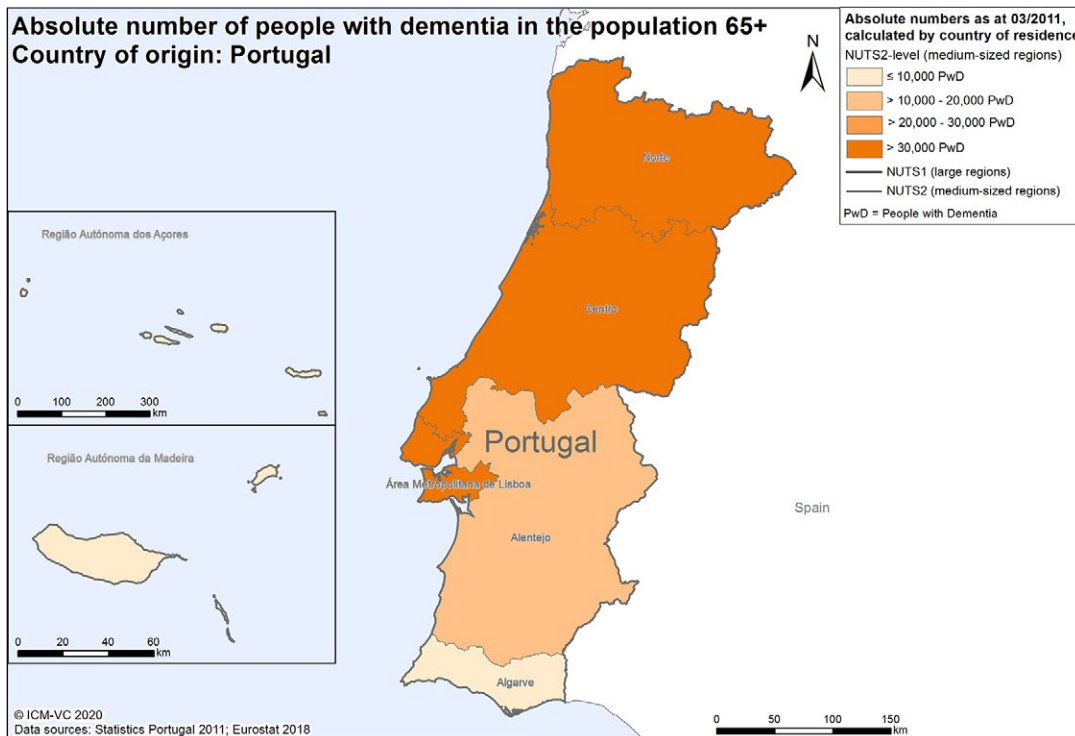 Absolute number of people with dementia in the population 65+
Country of origin: Portugal
N
Absolute numbers as at 03/2011,
calculated by country of residence
NUTS2-level (medium-sized regions)
≤ 10,000 PwD
> 10,000 - 20,000 PwD
> 20,000 - 30,000 PwD
> 30,000 PwD
NUTS1 (large regions)
NUTS2 (medium-sized regions)
PwD = People with Dementia
Norte
Região Autónoma dos Açores
Centro
0 100 200 300
km
Portugal
Região Autónoma da Madeira
Área Metropolitana de Lisboa
Spain
Alentejo
0 20 40 60
km
Algarve
© ICM-VC 2020
Data sources: Statistics Portugal 2011; Eurostat 2018
0 50 100 150
km